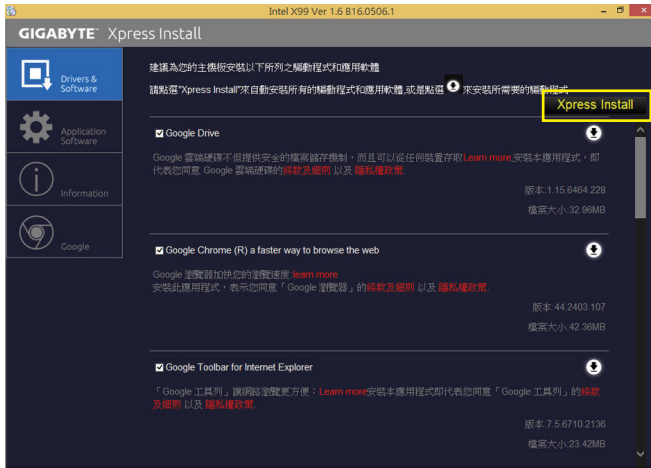 Intel X99 Ver 1.6 B16.0506.1
GIGABYTE™ Xpress Install
Drivers &
Software
Application
Software
Information
Google
建議為您的主機板安裝以下所列之驅動程式和應用軟體
請點選"Xpress Install"來自動安裝所有的驅動程式和應用軟體,或是點選 來安裝所需要的驅動程式
Xpress Install
Google Drive
Google 雲端硬碟不但提供安全的檔案儲存機制，而且可以從任何裝置存取Learn more,安裝本應用程式，即
代表您同意 Google 雲端硬碟的條款及細則 以及 隱私權政策.
版本:1.15.6464.228
檔案大小:32.96MB
Google Chrome (R) a faster way to browse the web
Google 瀏覽器加快您的瀏覽速度 learn more
安裝此應用程式，表示您同意「Google 瀏覽器」的條款及細則 以及 隱私權政策.
版本:44.2403.107
檔案大小:42.36MB
Google Toolbar for Internet Explorer
「Google 工具列」讓網路瀏覽更方便：Learn more安裝本應用程式即代表您同意「Google 工具列」的條款
及細則 以及 隱私權政策.
版本:7.5.6710.2136
檔案大小:23.42MB